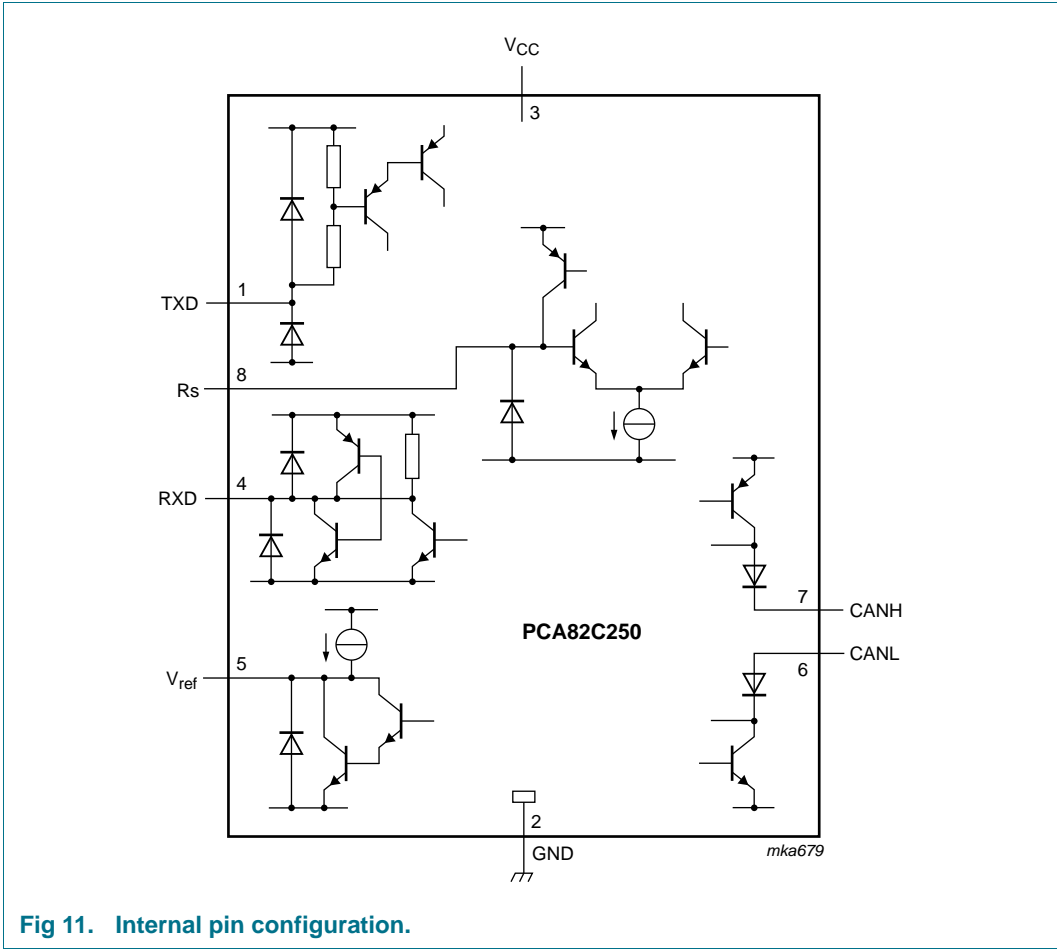 VCC
3
1
TXD
8
Rs
4
RXD
7
CANH
PCA82C250
CANL
6
5
Vref
2
GND
mka679
Fig 11. Internal pin configuration.